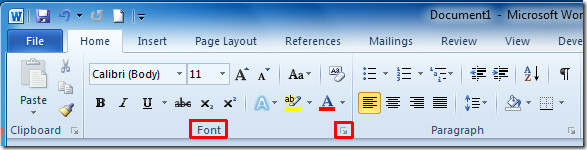 Document1 - Microsoft Wor
File Home Insert Page Layout References Mailings Review View Deve
Calibri (Body) 11 A A Aa
Paste
B I U abc x₂ x² A ab A
Clipboard Font Paragraph